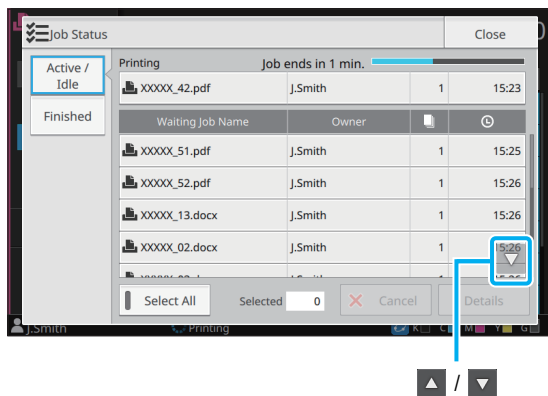 Job Status
Close
Active / Idle
Finished
Printing Job ends in 1 min.
XXXXX_42.pdf J.Smith 1 15:23
Waiting Job Name Owner
XXXXX_51.pdf J.Smith 1 15:25
XXXXX_52.pdf J.Smith 1 15:26
XXXXX_13.docx J.Smith 1 15:26
XXXXX_02.docx J.Smith 1 15:26
Select All Selected 0 Cancel Details
J.Smith Printing K C M Y G
/